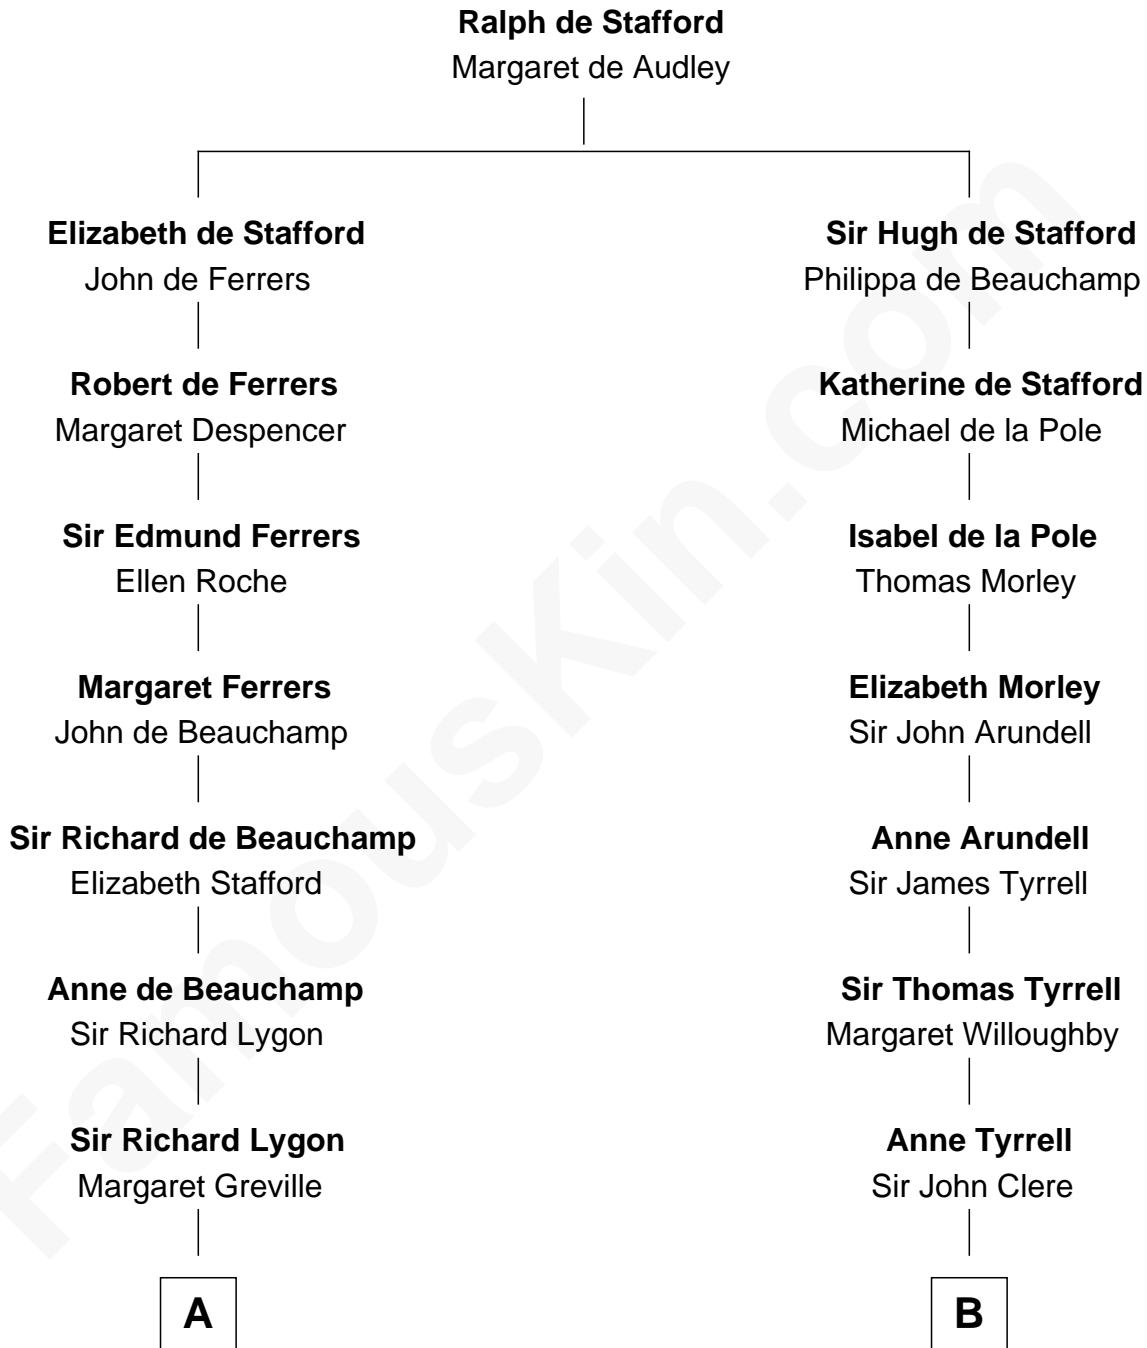 Ralph de Stafford
Margaret de Audley
Elizabeth de Stafford
John de Ferrers
Robert de Ferrers
Margaret Despencer
Sir Edmund Ferrers
Ellen Roche
Margaret Ferrers
John de Beauchamp
Sir Richard de Beauchamp
Elizabeth Stafford
Anne de Beauchamp
Sir Richard Lygon
Sir Richard Lygon
Margaret Greville
A
Sir Hugh de Stafford
Philippa de Beauchamp
Katherine de Stafford
Michael de la Pole
Isabel de la Pole
Thomas Morley
Elizabeth Morley
Sir John Arundell
Anne Arundell
Sir James Tyrrell
Sir Thomas Tyrrell
Margaret Willoughby
Anne Tyrrell
Sir John Clere
B
FamousKin.com